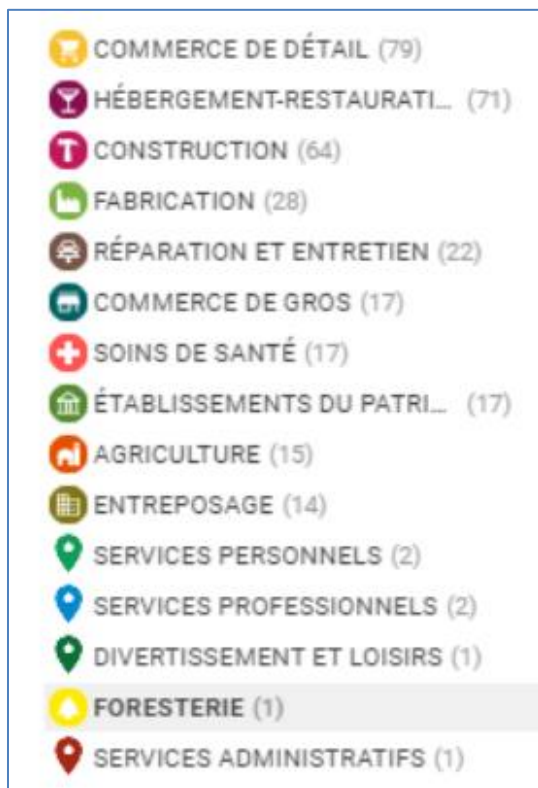 COMMERCE DE DÉTAIL (79)
HÉBERGEMENT-RESTAURATI... (71)
CONSTRUCTION (64)
FABRICATION (28)
RÉPARATION ET ENTRETIEN (22)
COMMERCE DE GROS (17)
SOINS DE SANTÉ (17)
ÉTABLISSEMENTS DU PATRI... (17)
AGRICULTURE (15)
ENTREPOSAGE (14)
SERVICES PERSONNELS (2)
SERVICES PROFESSIONNELS (2)
DIVERTISSEMENT ET LOISIRS (1)
FORESTERIE (1)
SERVICES ADMINISTRATIFS (1)